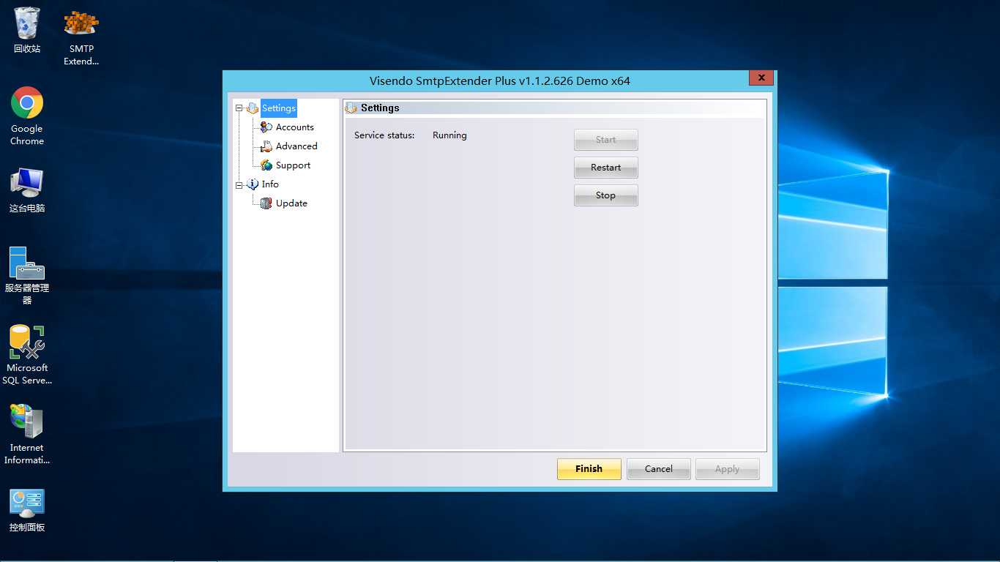 回收站
SMTP
Extend...
Google
Chrome
这台电脑
服务器管理
器
Microsoft
SQL Serve...
Internet
Informati...
控制面板
Visendo SmtpExtender Plus v1.1.2.626 Demo x64
x
Settings
Accounts
Advanced
Support
Info
Update
Settings
Service status: Running
Start
Restart
Stop
Finish Cancel Apply